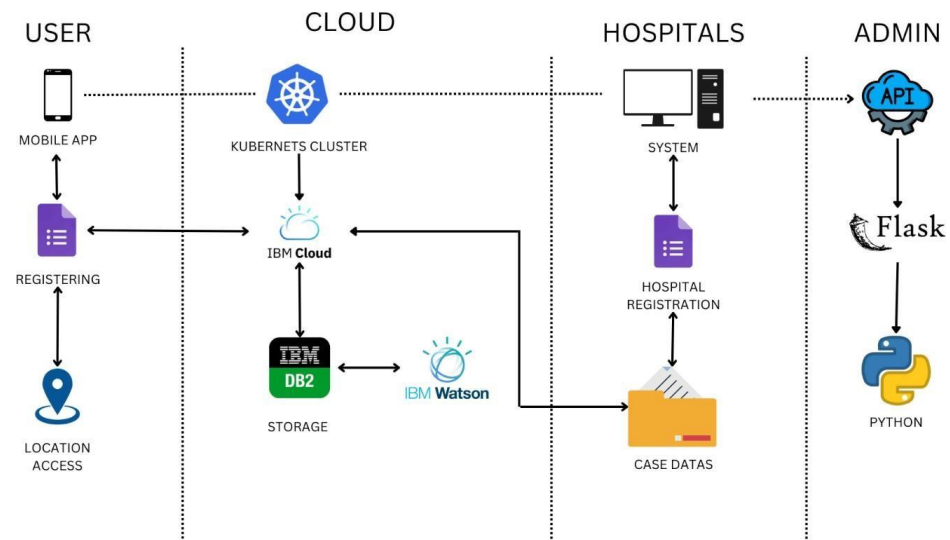 USER
CLOUD
HOSPITALS
ADMIN
MOBILE APP
KUBERNETS CLUSTER
SYSTEM
API
REGISTERING
IBM Cloud
HOSPITAL
REGISTRATION
Flask
LOCATION
ACCESS
IBM
DB2
STORAGE
IBM Watson
CASE DATAS
PYTHON